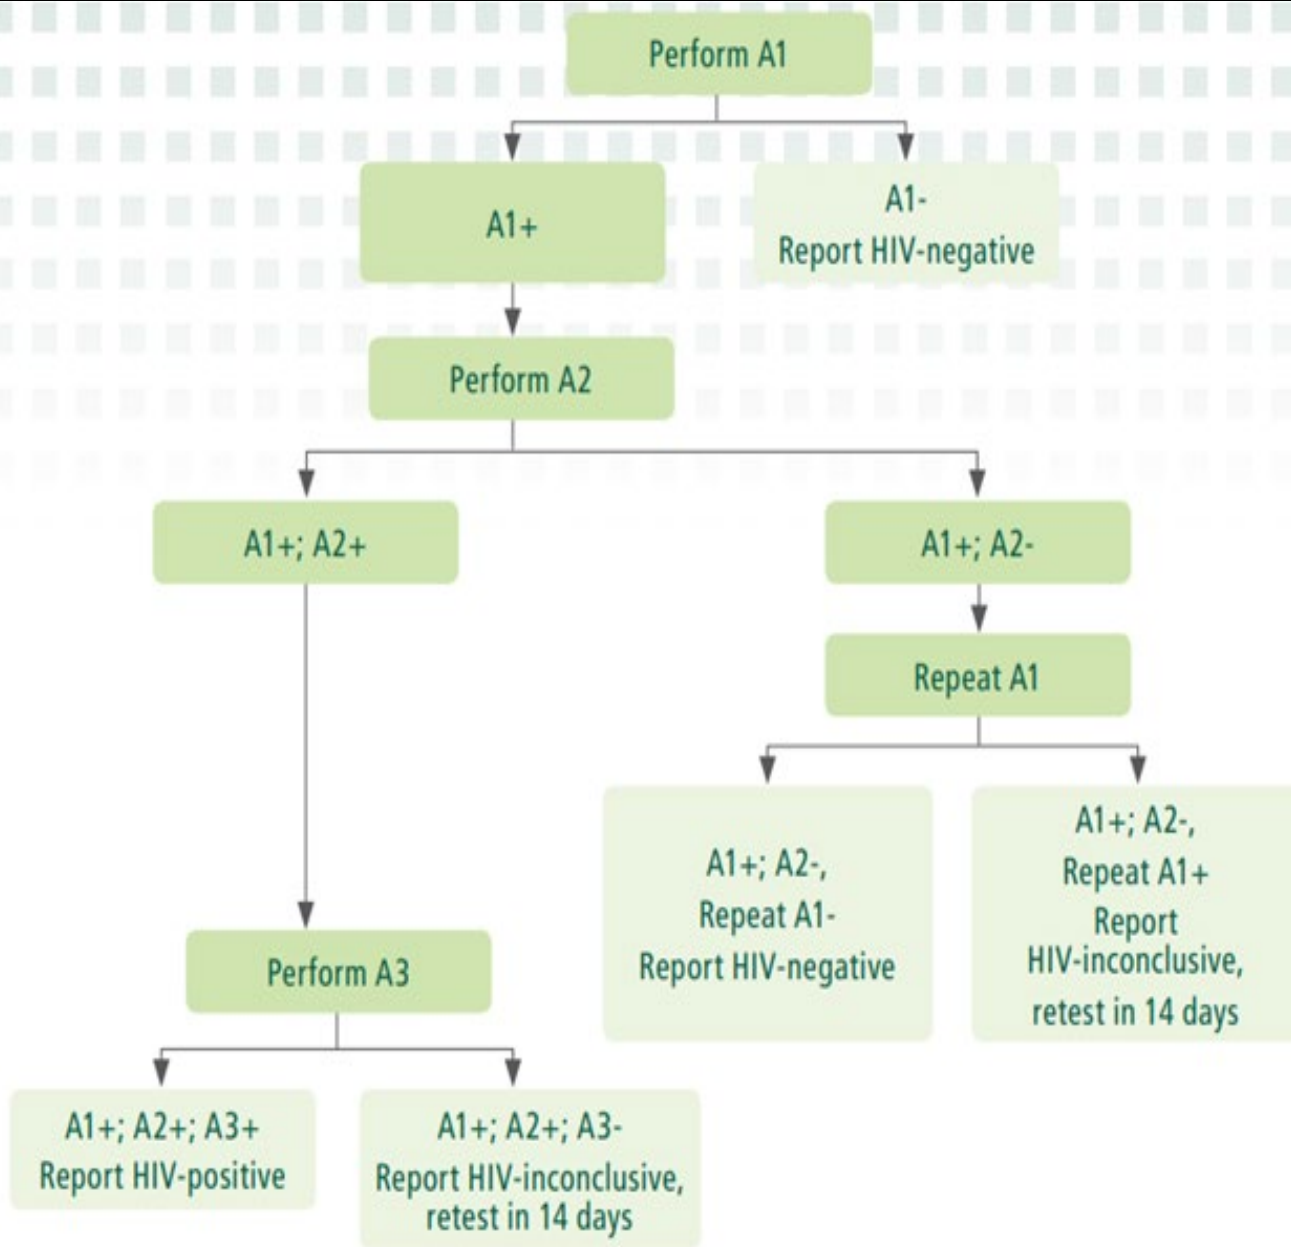 Perform A1
A1+
A1-
Report HIV-negative
Perform A2
A1+; A2+
A1+; A2-
Repeat A1
A1+; A2-,
Repeat A1-
Report HIV-negative
A1+; A2-,
Repeat A1+
Report
HIV-inconclusive,
retest in 14 days
Perform A3
A1+; A2+; A3+
Report HIV-positive
A1+; A2+; A3-
Report HIV-inconclusive,
retest in 14 days